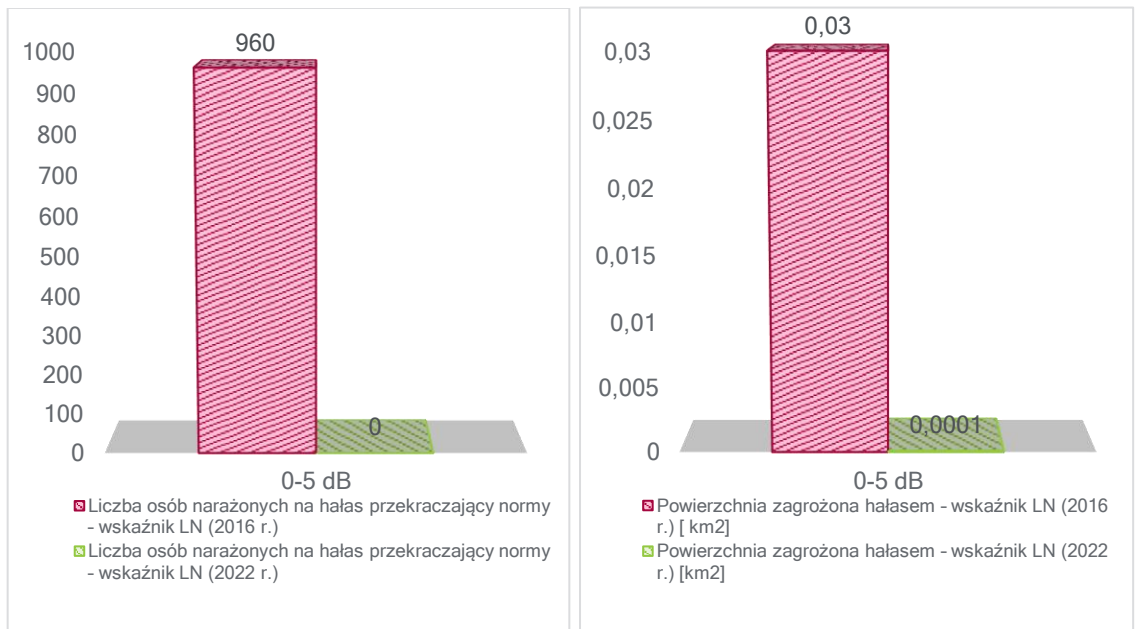 960
1000
900
800
700
600
500
400
300
200
100
0
0
0-5 dB
Liczba osób narażonych na hałas przekraczający normy
- wskaźnik LN (2016 r.)
Liczba osób narażonych na hałas przekraczający normy
- wskaźnik LN (2022 r.)
0,03
0,03
0,025
0,02
0,015
0,01
0,005
0
0,0001
0-5 dB
Powierzchnia zagrożona hałasem - wskaźnik LN (2016
r.) [ km2]
Powierzchnia zagrożona hałasem - wskaźnik LN (2022
r.) [km2]